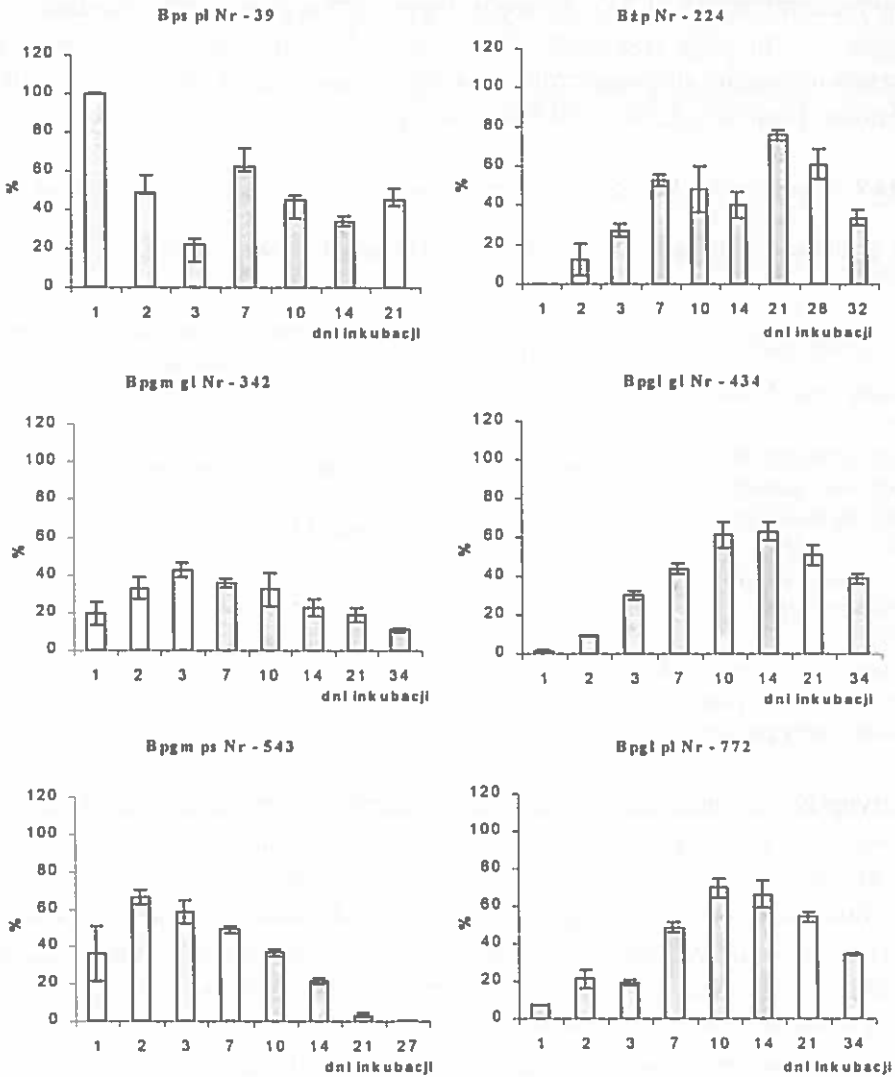 Bps pl Nr - 39
120
100
80
60
40
20
0
%
1 2 3 7 10 14 21
dni inkubacji
Bżp Nr - 224
120
100
80
60
40
20
0
%
1 2 3 7 10 14 21 28 32
dni inkubacji
Bpgm gl Nr - 342
120
100
80
60
40
20
0
%
1 2 3 7 10 14 21 34
dni inkubacji
Bpgl gl Nr - 434
120
100
80
60
40
20
0
%
1 2 3 7 10 14 21 34
dni inkubacji
Bpgm ps Nr - 543
120
100
80
60
40
20
0
%
1 2 3 7 10 14 21 27
dni inkubacji
Bpgl pl Nr - 772
120
100
80
60
40
20
0
%
1 2 3 7 10 14 21 34
dni inkubacji